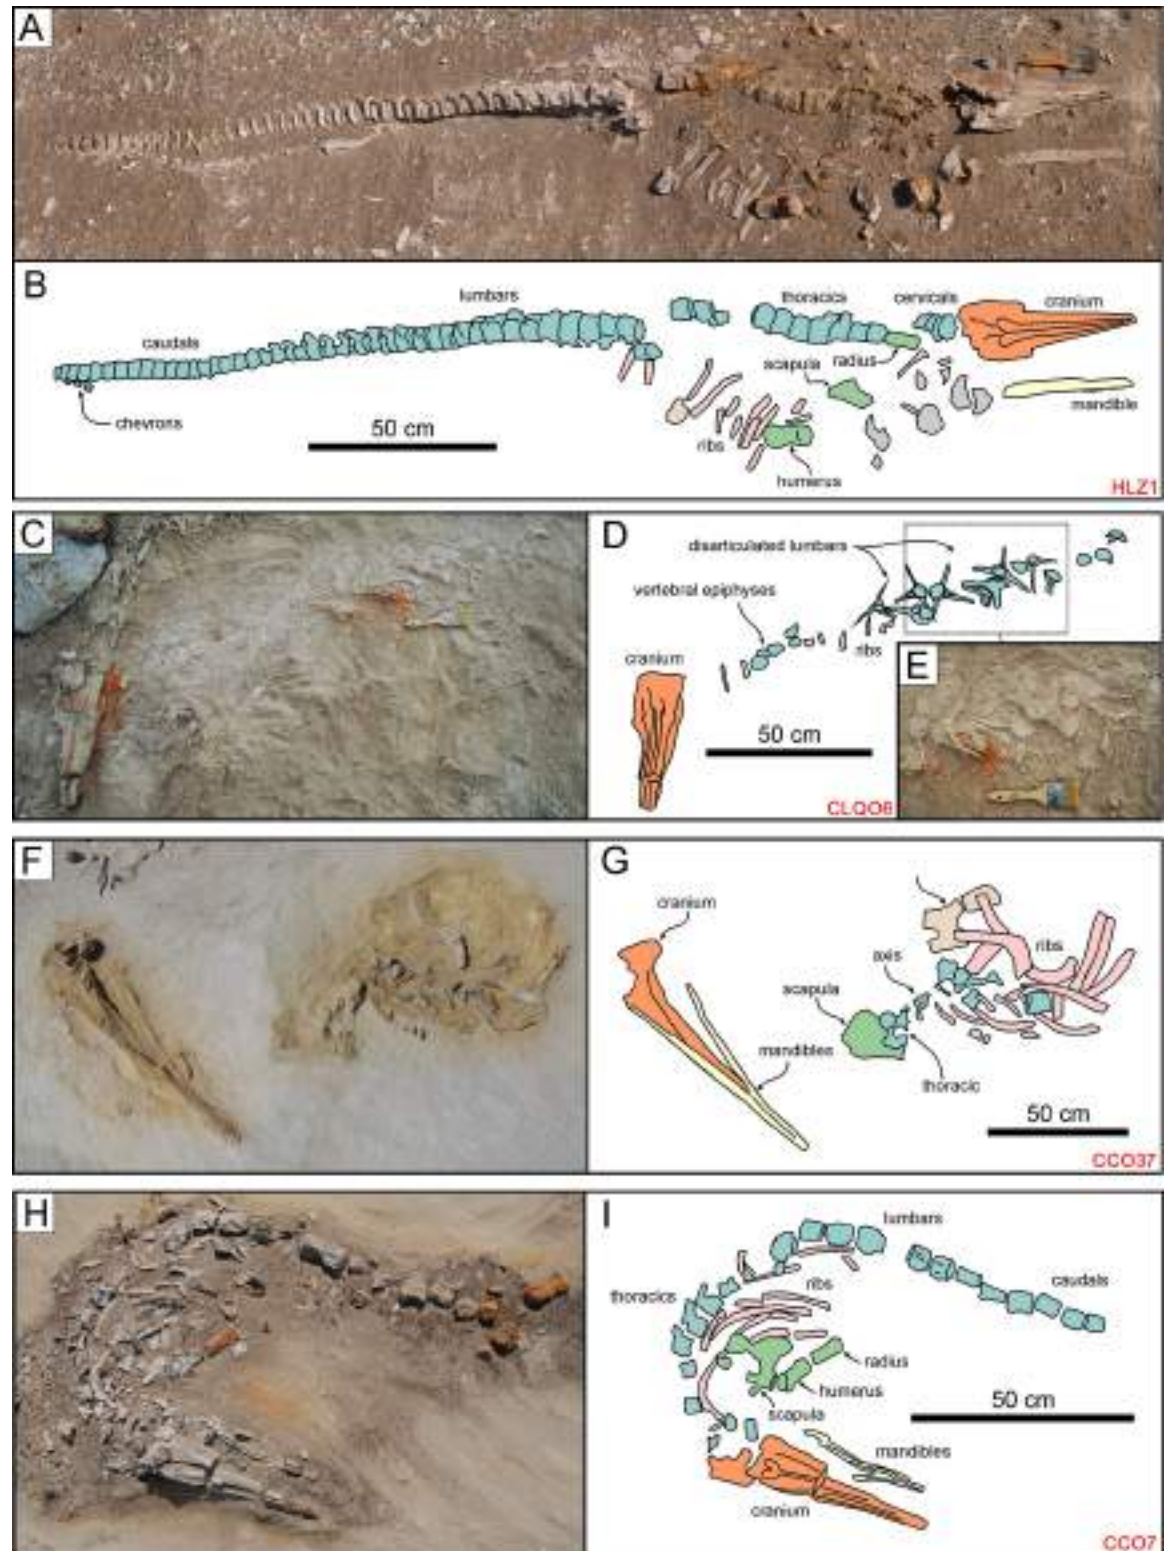 A
B
lumbars
thoracics
cervicals
cranium
caudals
scapula
radius
chevrons
50 cm
ribs
mandible
humerus
HLZ1
C
D
disarticulated lumbars
vertebral epiphyses
ribs
cranium
E
50 cm
CLQO6
F
G
cranium
ribs
axis
scapula
mandibles
thoracic
50 cm
CCO37
H
I
lumbars
caudals
thoracics
ribs
radius
humerus
50 cm
scapula
mandibles
cranium
CCO7